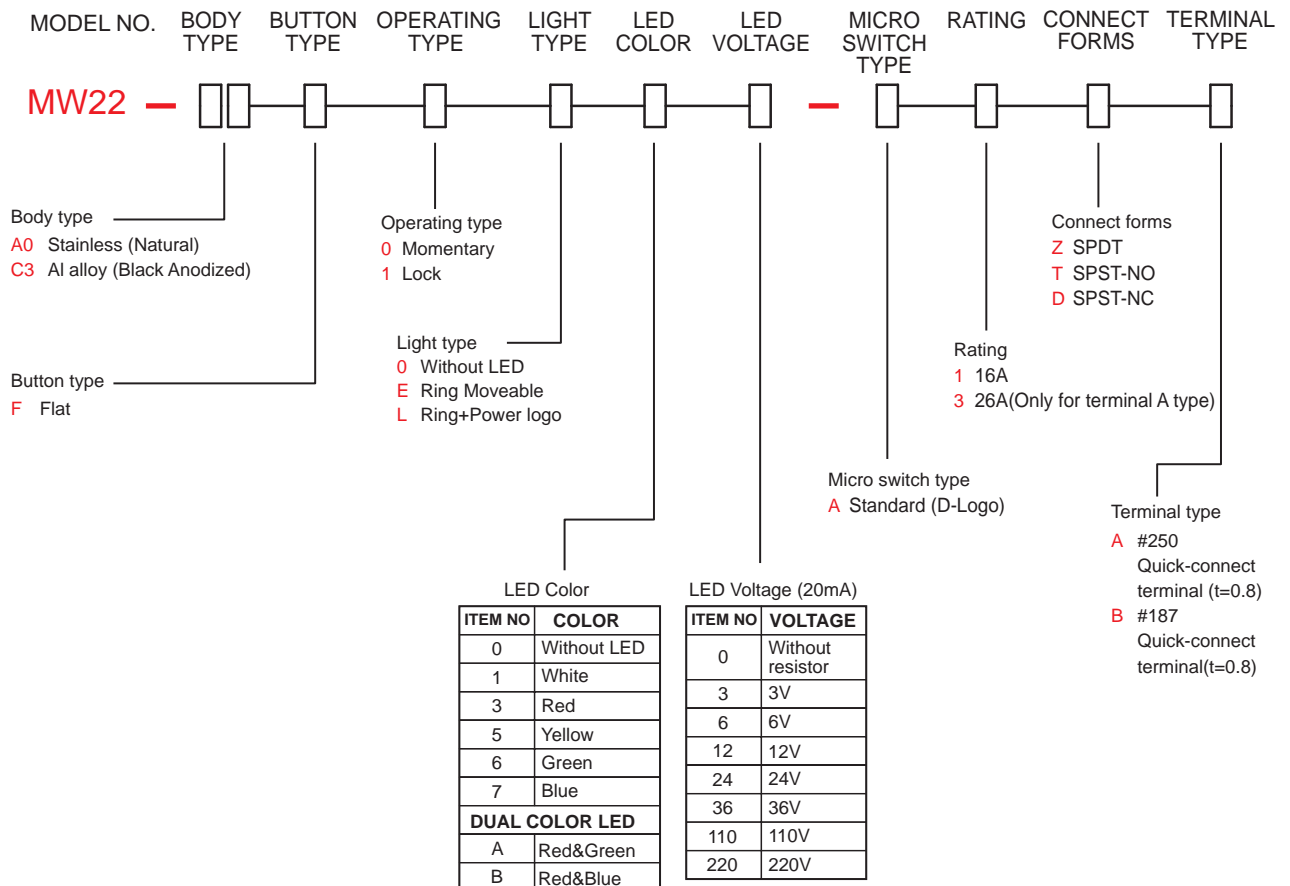 MODEL NO.
BODY
TYPE
BUTTON
TYPE
OPERATING
TYPE
LIGHT
TYPE
LED
COLOR
LED
VOLTAGE
MICRO
SWITCH
TYPE
RATING
CONNECT
FORMS
TERMINAL
TYPE
MW22 – –
Body type
A0 Stainless (Natural)
C3 Al alloy (Black Anodized)
Button type
F Flat
Operating type
0 Momentary
1 Lock
Light type
0 Without LED
E Ring Moveable
L Ring+Power logo
Connect forms
Z SPDT
T SPST-NO
D SPST-NC
Rating
1 16A
3 26A(Only for terminal A type)
Micro switch type
A Standard (D-Logo)
Terminal type
A #250
Quick-connect
terminal (t=0.8)
B #187
Quick-connect
terminal(t=0.8)
LED Color
ITEM NO COLOR
0 Without LED
1 White
3 Red
5 Yellow
6 Green
7 Blue
DUAL COLOR LED
A Red&Green
B Red&Blue
LED Voltage (20mA)
ITEM NO VOLTAGE
0 Without
resistor
3 3V
6 6V
12 12V
24 24V
36 36V
110 110V
220 220V